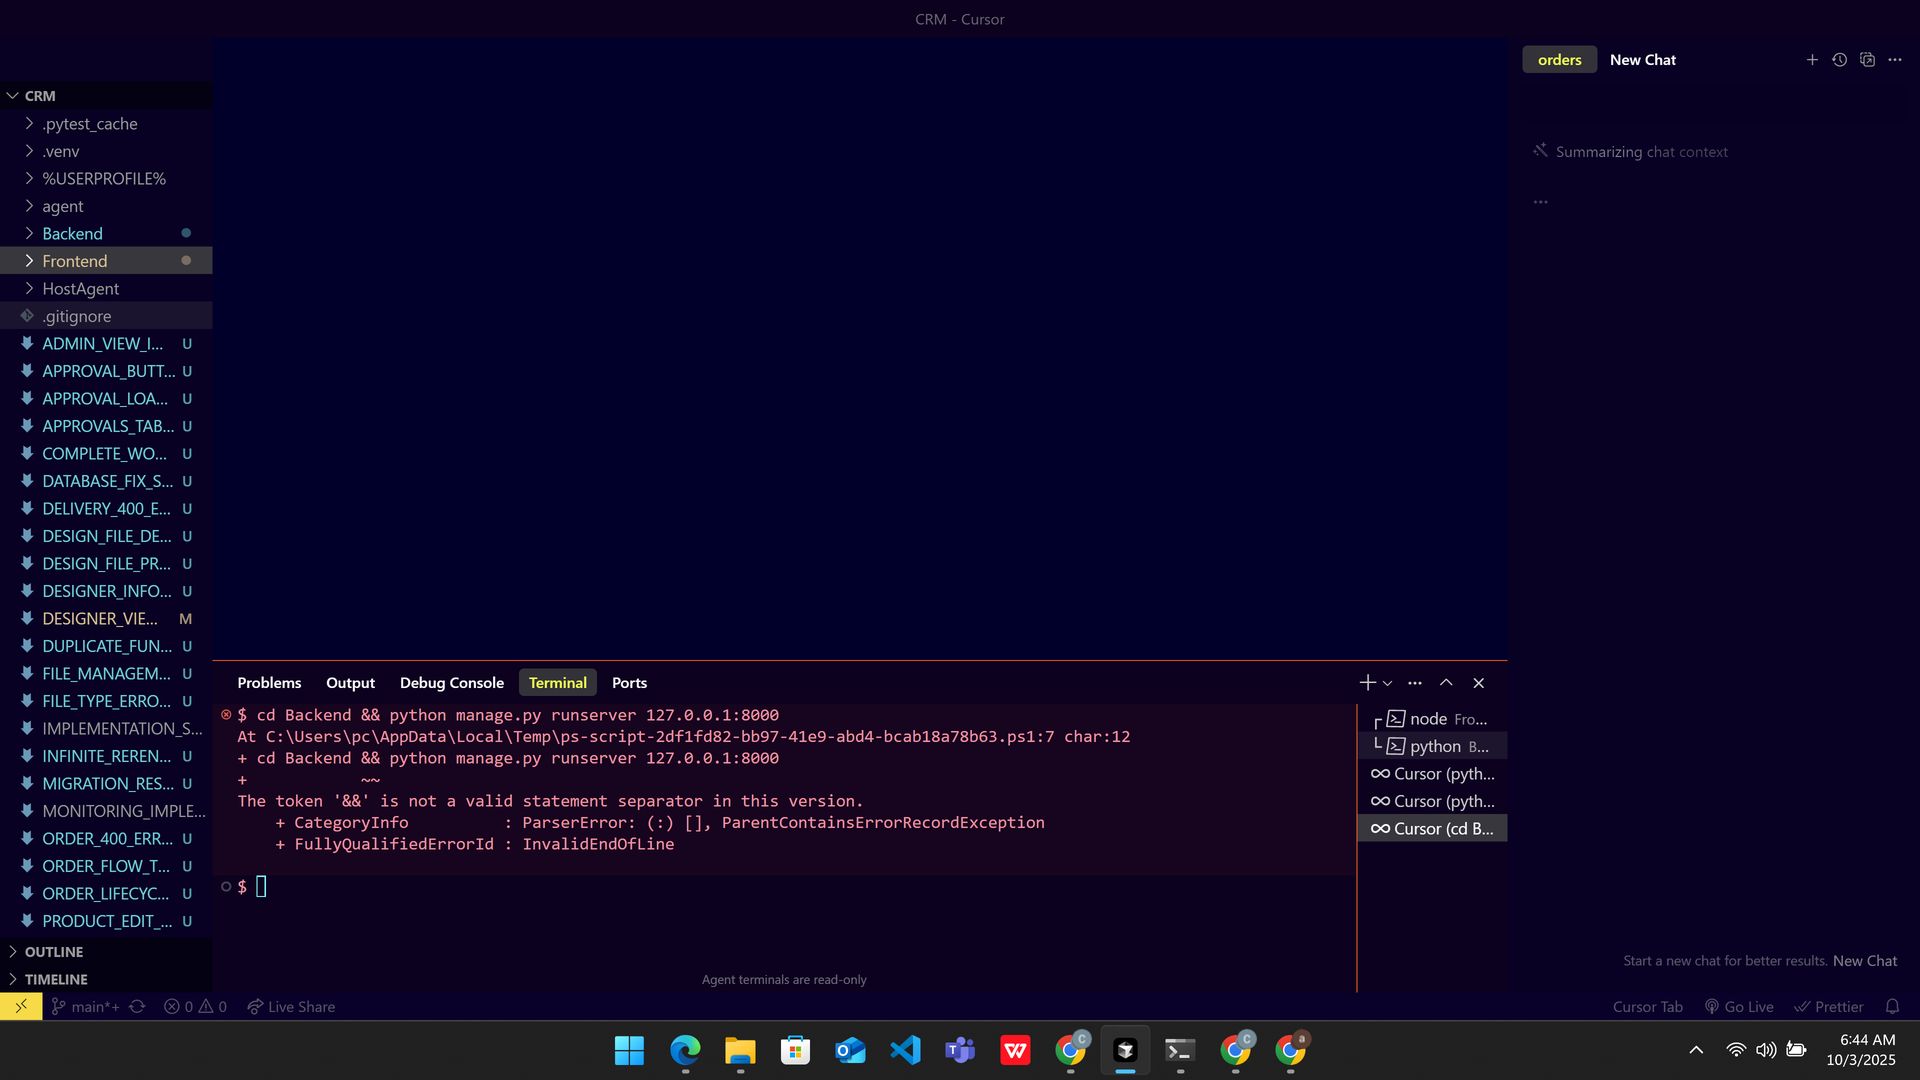 CRM - Cursor
CRM
.pytest_cache
.venv
%USERPROFILE%
agent
Backend
Frontend
HostAgent
.gitignore
ADMIN_VIEW_I... U
APPROVAL_BUTT... U
APPROVAL_LOA... U
APPROVALS_TAB... U
COMPLETE_WO... U
DATABASE_FIX_S... U
DELIVERY_400_E... U
DESIGN_FILE_DE... U
DESIGN_FILE_PR... U
DESIGNER_INFO... U
DESIGNER_VIE... M
DUPLICATE_FUN... U
FILE_MANAGEM... U
FILE_TYPE_ERRO... U
IMPLEMENTATION_S...
INFINITE_REREN... U
MIGRATION_RES... U
MONITORING_IMPLE...
ORDER_400_ERR... U
ORDER_FLOW_T... U
ORDER_LIFECYC... U
PRODUCT_EDIT_... U
OUTLINE
TIMELINE
Problems Output Debug Console Terminal Ports
$ cd Backend && python manage.py runserver 127.0.0.1:8000
At C:\Users\pc\AppData\Local\Temp\ps-script-2df1fd82-bb97-41e9-abd4-bcab18a78b63.ps1:7 char:12
+ cd Backend && python manage.py runserver 127.0.0.1:8000
+            ~~
The token '&&' is not a valid statement separator in this version.
    + CategoryInfo          : ParserError: (:) [], ParentContainsErrorRecordException
    + FullyQualifiedErrorId : InvalidEndOfLine
$
Agent terminals are read-only
node Fro...
python B...
Cursor (pyth...
Cursor (pyth...
Cursor (cd B...
orders New Chat
Summarizing chat context
...
Start a new chat for better results. New Chat
main*+ 0 0 Live Share
Cursor Tab Go Live Prettier
C C a
6:44 AM
10/3/2025